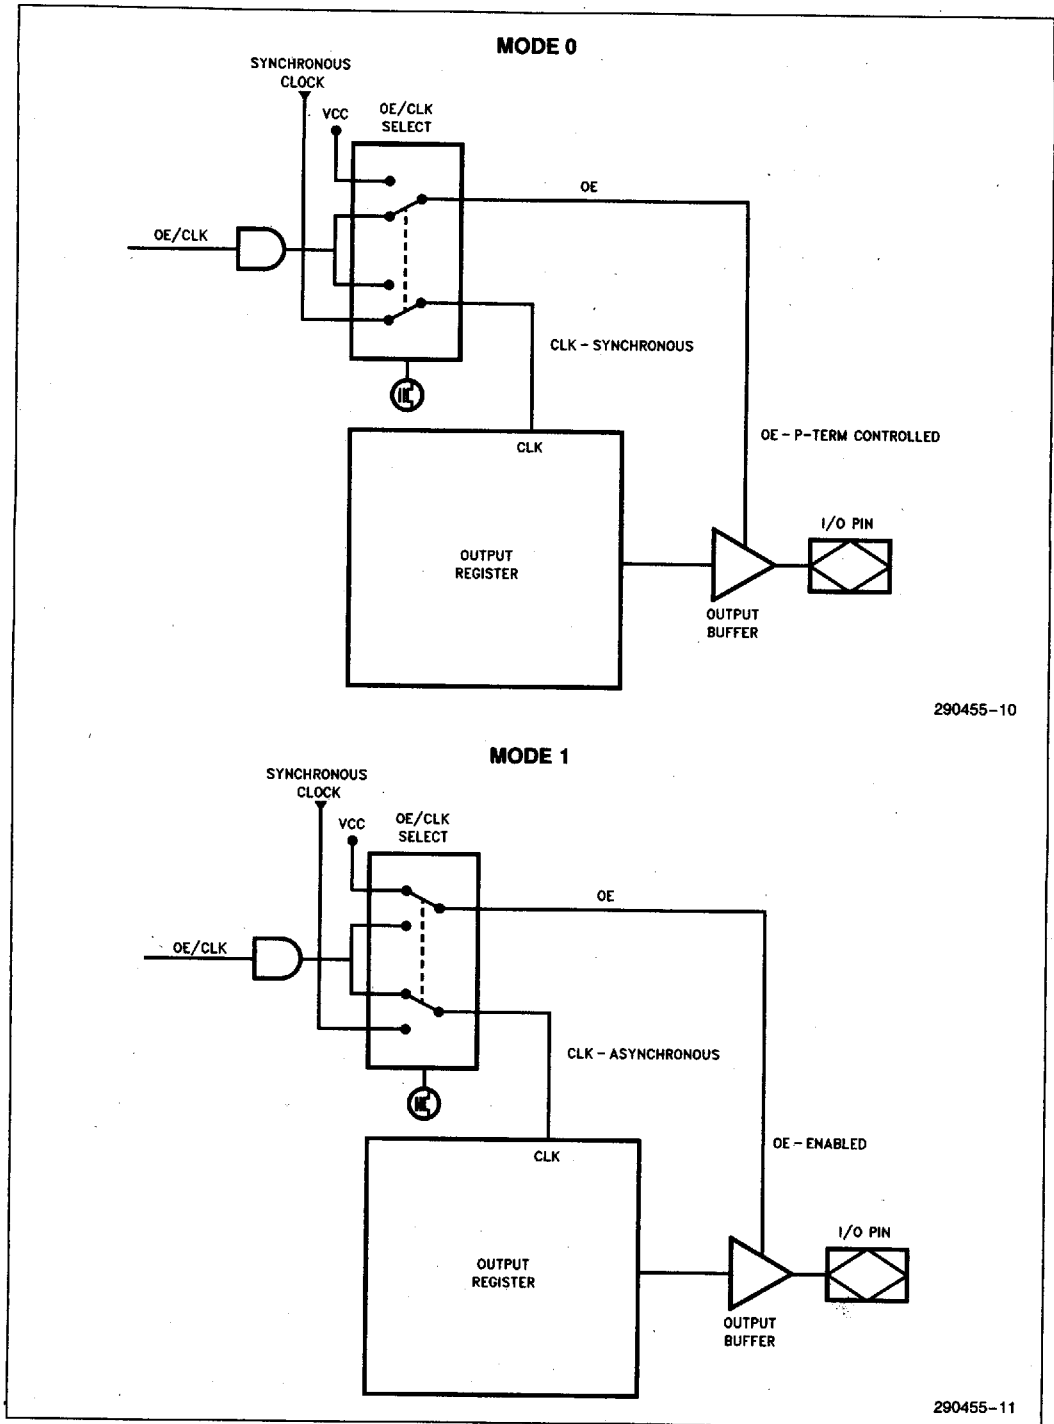 MODE 0
SYNCHRONOUS
CLOCK
VCC
OE/CLK
SELECT
OE
OE/CLK
CLK – SYNCHRONOUS
CLK
OE – P-TERM CONTROLLED
I/O PIN
OUTPUT
REGISTER
OUTPUT
BUFFER
290455–10
MODE 1
SYNCHRONOUS
CLOCK
VCC
OE/CLK
SELECT
OE
OE/CLK
CLK – ASYNCHRONOUS
CLK
OE – ENABLED
I/O PIN
OUTPUT
REGISTER
OUTPUT
BUFFER
290455–11